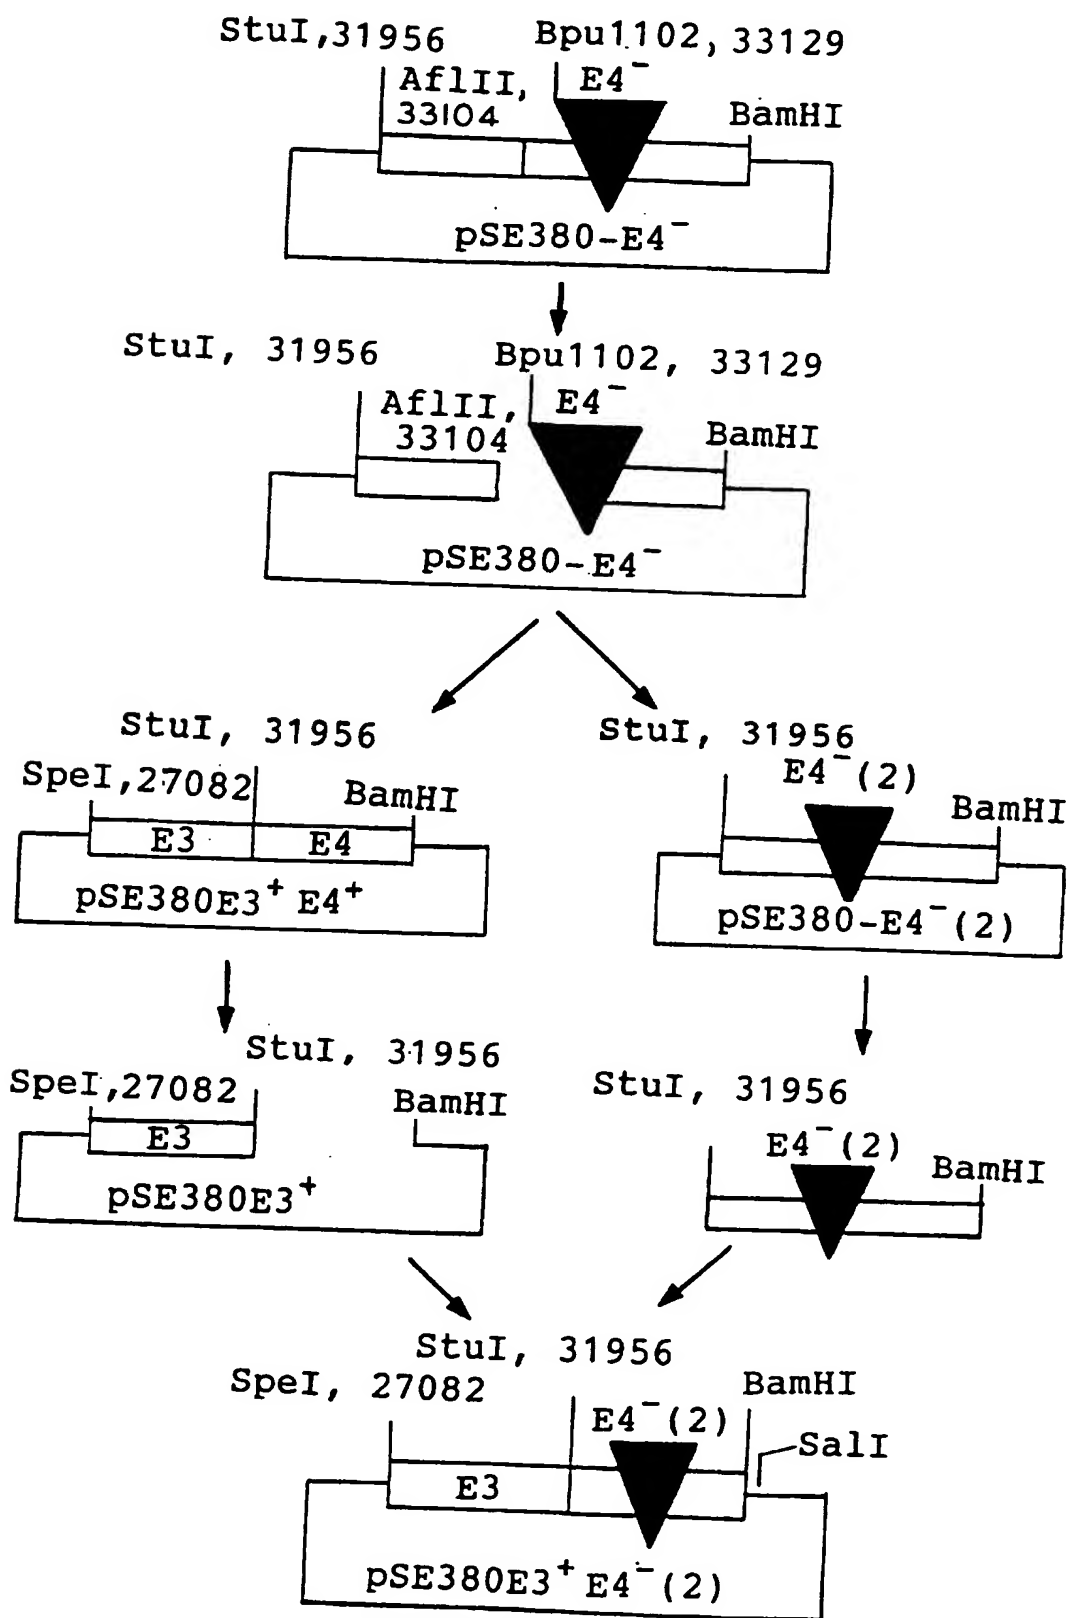 StuI,31956 Bpu1102, 33129
AflII, E4⁻
33104 BamHI
pSE380-E4⁻
StuI, 31956 Bpu1102, 33129
AflII, E4⁻
33104 BamHI
pSE380-E4⁻
StuI, 31956
SpeI,27082 BamHI
E3 E4
pSE380E3⁺ E4⁺
StuI, 31956
E4⁻(2)
BamHI
pSE380-E4⁻(2)
StuI, 31956
SpeI,27082 BamHI
E3
pSE380E3⁺
StuI, 31956
E4⁻(2)
BamHI
StuI, 31956
SpeI, 27082 BamHI
E4⁻(2)
SalI
E3
pSE380E3⁺ E4⁻(2)